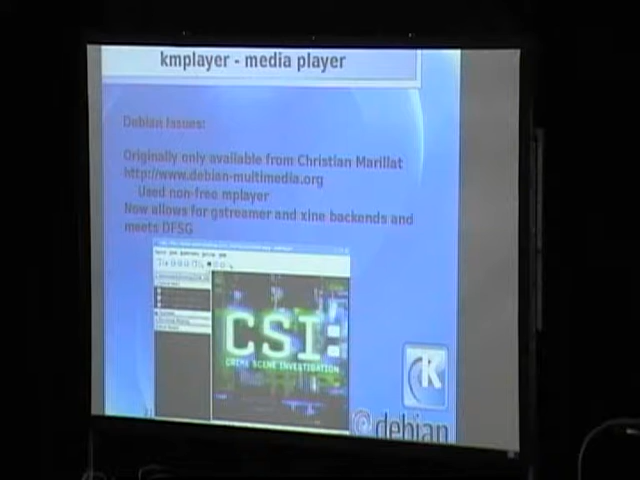 kmplayer - media player
Debian Issues:
Originally only available from Christian Marillat
http://www.debian-multimedia.org
Used non-free mplayer
Now allows for gstreamer and xine backends and
meets DFSG
CSI:
CRIME SCENE INVESTIGATION
K
debian